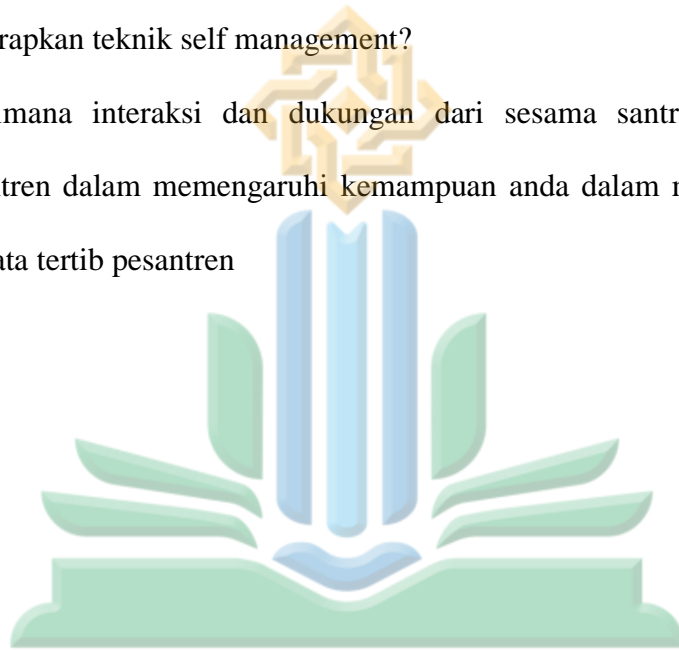 rapkan teknik self management?
mana interaksi dan dukungan dari sesama santr
tren dalam memengaruhi kemampuan anda dalam
ata tertib pesantren